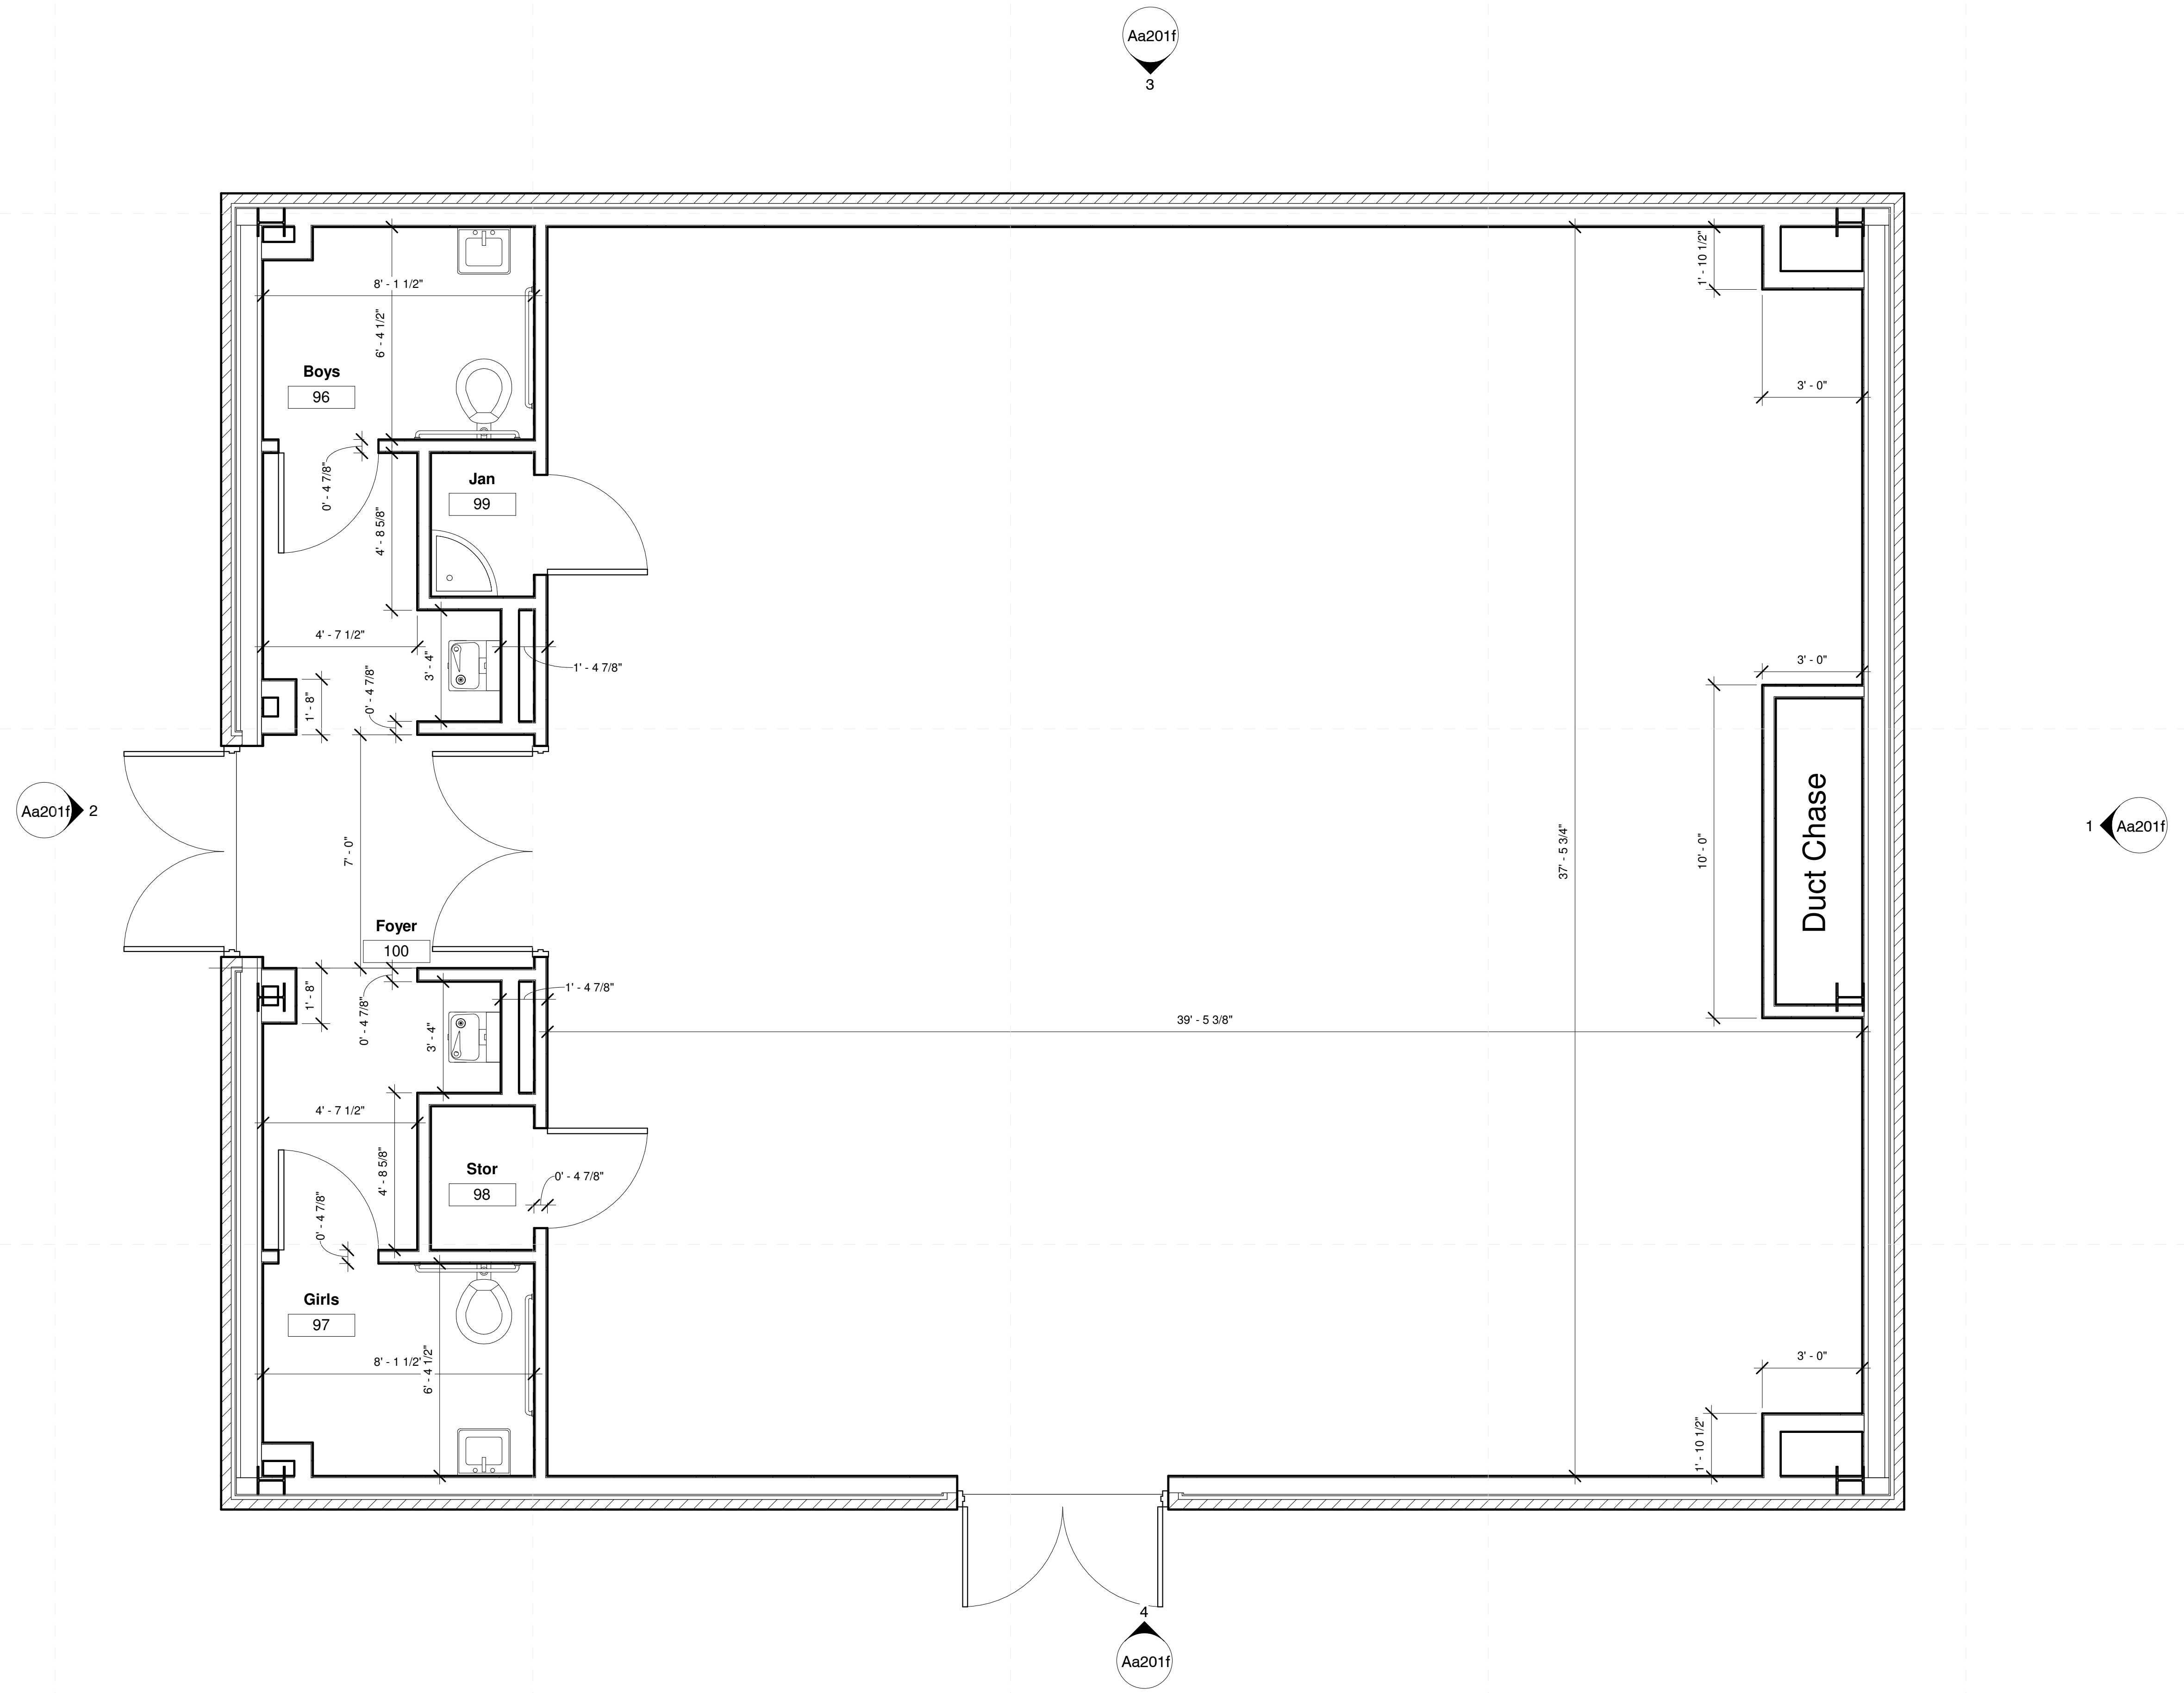 Aa201f
3
8' - 1 1/2"
6' - 4 1/2"
1' - 10 1/2"
Boys
96
3' - 0"
0' - 4 7/8"
Jan
99
4' - 8 5/8"
4' - 7 1/2"
3' - 4"
1' - 4 7/8"
0' - 4 7/8"
1' - 8"
3' - 0"
Aa201f
2
7' - 0"
37' - 5 3/4"
10' - 0"
Duct Chase
1
Aa201f
Foyer
100
1' - 8"
0' - 4 7/8"
1' - 4 7/8"
3' - 4"
39' - 5 3/8"
4' - 7 1/2"
4' - 8 5/8"
Stor
98
0' - 4 7/8"
0' - 4 7/8"
Girls
97
8' - 1 1/2"
6' - 4 1/2"
3' - 0"
1' - 10 1/2"
4
Aa201f